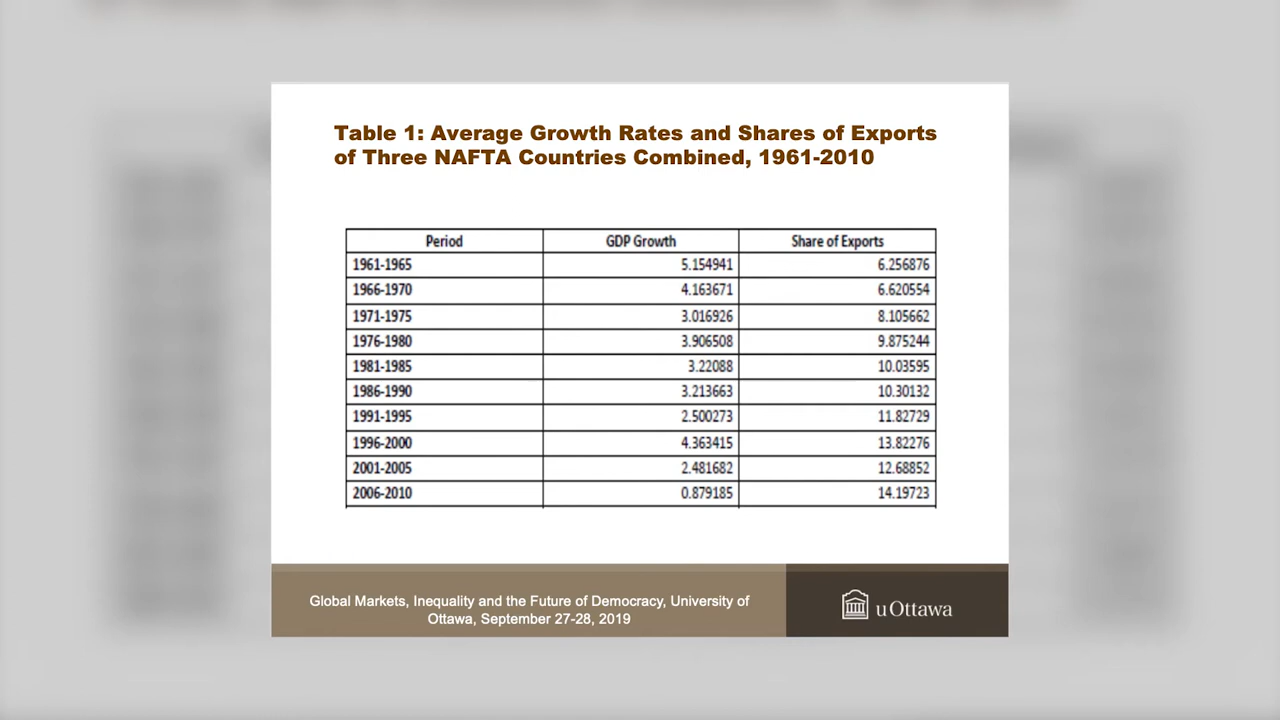 Table 1: Average Growth Rates and Shares of Exports
of Three NAFTA Countries Combined, 1961-2010
Period GDP Growth Share of Exports
1961-1965 5.154941 6.256876
1966-1970 4.163671 6.620554
1971-1975 3.016926 8.105662
1976-1980 3.906508 9.875244
1981-1985 3.22088 10.03595
1986-1990 3.213663 10.30132
1991-1995 2.500273 11.82729
1996-2000 4.363415 13.82276
2001-2005 2.481682 12.68852
2006-2010 0.879185 14.19723
Global Markets, Inequality and the Future of Democracy, University of
Ottawa, September 27-28, 2019
uOttawa